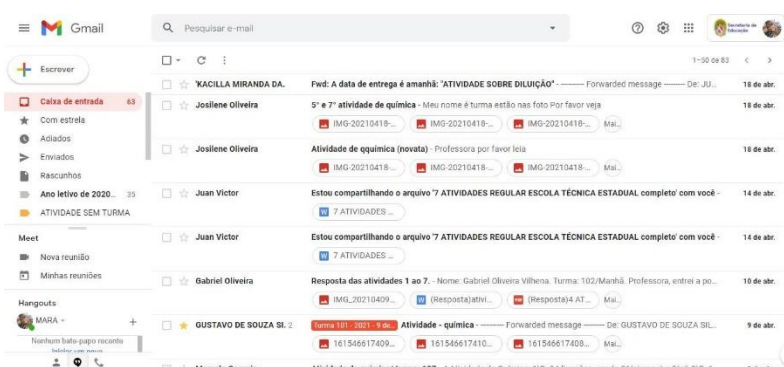 Gmail
Pesquisar e-mail
Secretaria de Educação
Escrever
1–50 de 83
Caixa de entrada 63
Com estrela
Adiados
Enviados
Rascunhos
Ano letivo de 2020... 35
ATIVIDADE SEM TURMA
Meet
Nova reunião
Minhas reuniões
Hangouts
MARA
Nenhum bate-papo recente
Iniciar um novo
'KACILLA MIRANDA DA. Fwd: A data de entrega é amanhã: "ATIVIDADE SOBRE DILUIÇÃO" - ---------- Forwarded message --------- De: JU... 18 de abr.
Josilene Oliveira 5° e 7° atividade de química - Meu nome é turma estão nas foto Por favor veja 18 de abr.
IMG-20210418-... IMG-20210418-... IMG-20210418-... Mai...
Josilene Oliveira Atividade de qquímica (novata) - Professora por favor leia 18 de abr.
IMG-20210418-... IMG-20210418-... IMG-20210418-... Mai...
Juan Victor Estou compartilhando o arquivo '7 ATIVIDADES REGULAR ESCOLA TÉCNICA ESTADUAL completo' com você - 14 de abr.
7 ATIVIDADES ...
Juan Victor Estou compartilhando o arquivo '7 ATIVIDADES REGULAR ESCOLA TÉCNICA ESTADUAL completo' com você - 14 de abr.
7 ATIVIDADES ...
Gabriel Oliveira Resposta das atividades 1 ao 7. - Nome: Gabriel Oliveira Vilhena. Turma: 102/Manhã. Professora, entrei a po... 10 de abr.
IMG_20210409... (Resposta)ativi... (Resposta)4 AT... Mai...
GUSTAVO DE SOUZA SI. 2 Turma 101 - 2021 - 9 de... Atividade - química - ---------- Forwarded message --------- De: GUSTAVO DE SOUZA SIL... 9 de abr.
161546617409... 161546617410... 161546617408... Mai...